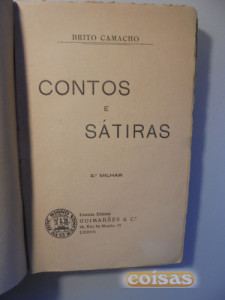 BRITO CAMACHO
CONTOS
E
SÁTIRAS
2.º MILHAR
GUIMARÃES & C.ª
LISBOA
coisas